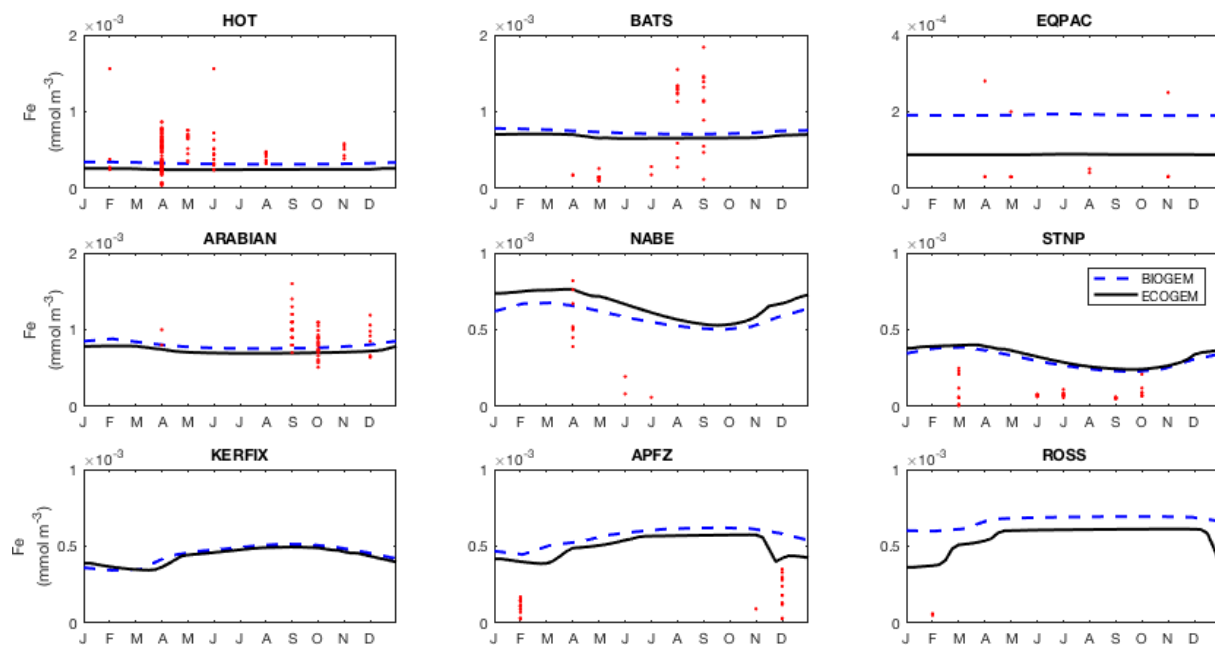 HOT
×10⁻³
Fe
(mmol m⁻³)
2
1
0
J F M A M J J A S O N D
BATS
×10⁻³
2
1
0
J F M A M J J A S O N D
EQPAC
×10⁻⁴
4
2
0
J F M A M J J A S O N D
ARABIAN
×10⁻³
Fe
(mmol m⁻³)
2
1
0
J F M A M J J A S O N D
NABE
×10⁻³
1
0.5
0
J F M A M J J A S O N D
STNP
×10⁻³
1
0.5
0
BIOGEM
ECOGEM
J F M A M J J A S O N D
KERFIX
×10⁻³
Fe
(mmol m⁻³)
1
0.5
0
J F M A M J J A S O N D
APFZ
×10⁻³
1
0.5
0
J F M A M J J A S O N D
ROSS
×10⁻³
1
0.5
0
J F M A M J J A S O N D